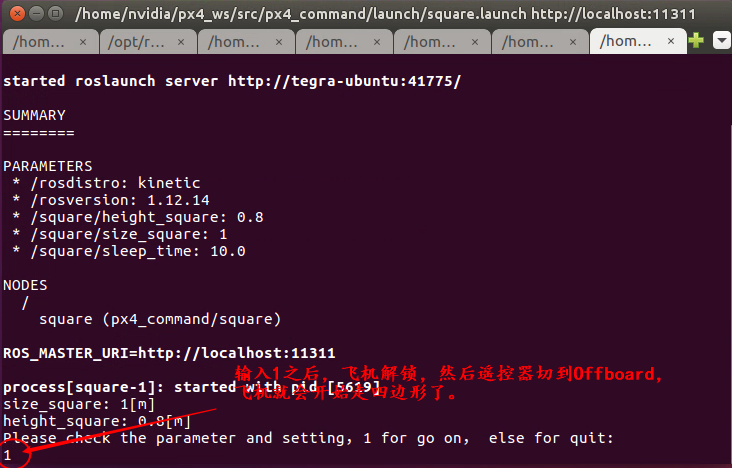 /home/nvidia/px4_ws/src/px4_command/launch/square.launch http://localhost:11311
/hom... × /opt/r... × /hom... × /hom... × /hom... × /hom... × /hom... ×
started roslaunch server http://tegra-ubuntu:41775/
SUMMARY
========
PARAMETERS
* /rosdistro: kinetic
* /rosversion: 1.12.14
* /square/height_square: 0.8
* /square/size_square: 1
* /square/sleep_time: 10.0
NODES
/
square (px4_command/square)
ROS_MASTER_URI=http://localhost:11311
输入1之后，飞机解锁，然后遥控器切到Offboard，
process[square-1]: started with pid [5619]
飞机就会开始走四边形了。
size_square: 1[m]
height_square: 0.8[m]
Please check the parameter and setting, 1 for go on,  else for quit:
1